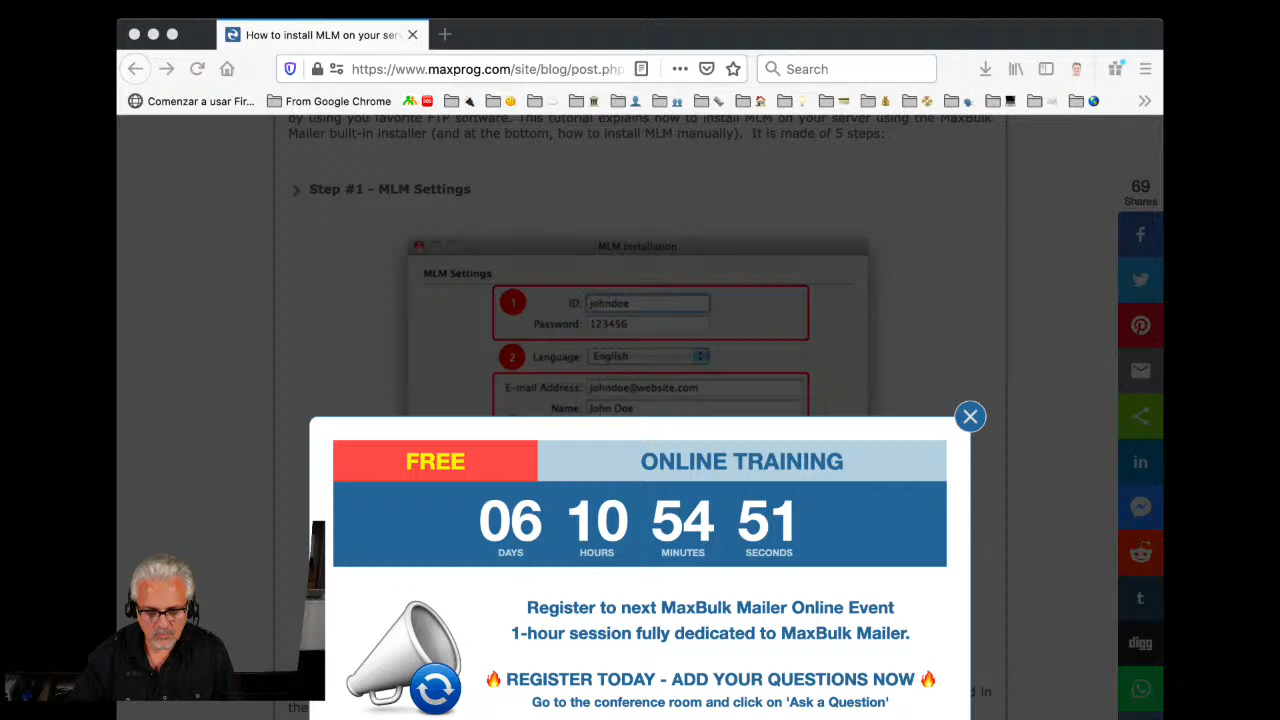 How to install MLM on your ser
https://www.maxprog.com/site/blog/post.php
Search
Comenzar a usar Fir...
From Google Chrome
SOS
by using you favorite FTP software. This tutorial explains how to install MLM on your server using the MaxBulk
Mailer built-in installer (and at the bottom, how to install MLM manually). It is made of 5 steps:
Step #1 - MLM Settings
69
Shares
MLM Installation
MLM Settings
1
ID:
johndoe
Password:
123456
2
Language:
English
E-mail Address:
johndoe@website.com
Name:
John Doe
FREE
ONLINE TRAINING
06 10 54 51
DAYS HOURS MINUTES SECONDS
Register to next MaxBulk Mailer Online Event
1-hour session fully dedicated to MaxBulk Mailer.
REGISTER TODAY - ADD YOUR QUESTIONS NOW
Go to the conference room and click on 'Ask a Question'
in
digg